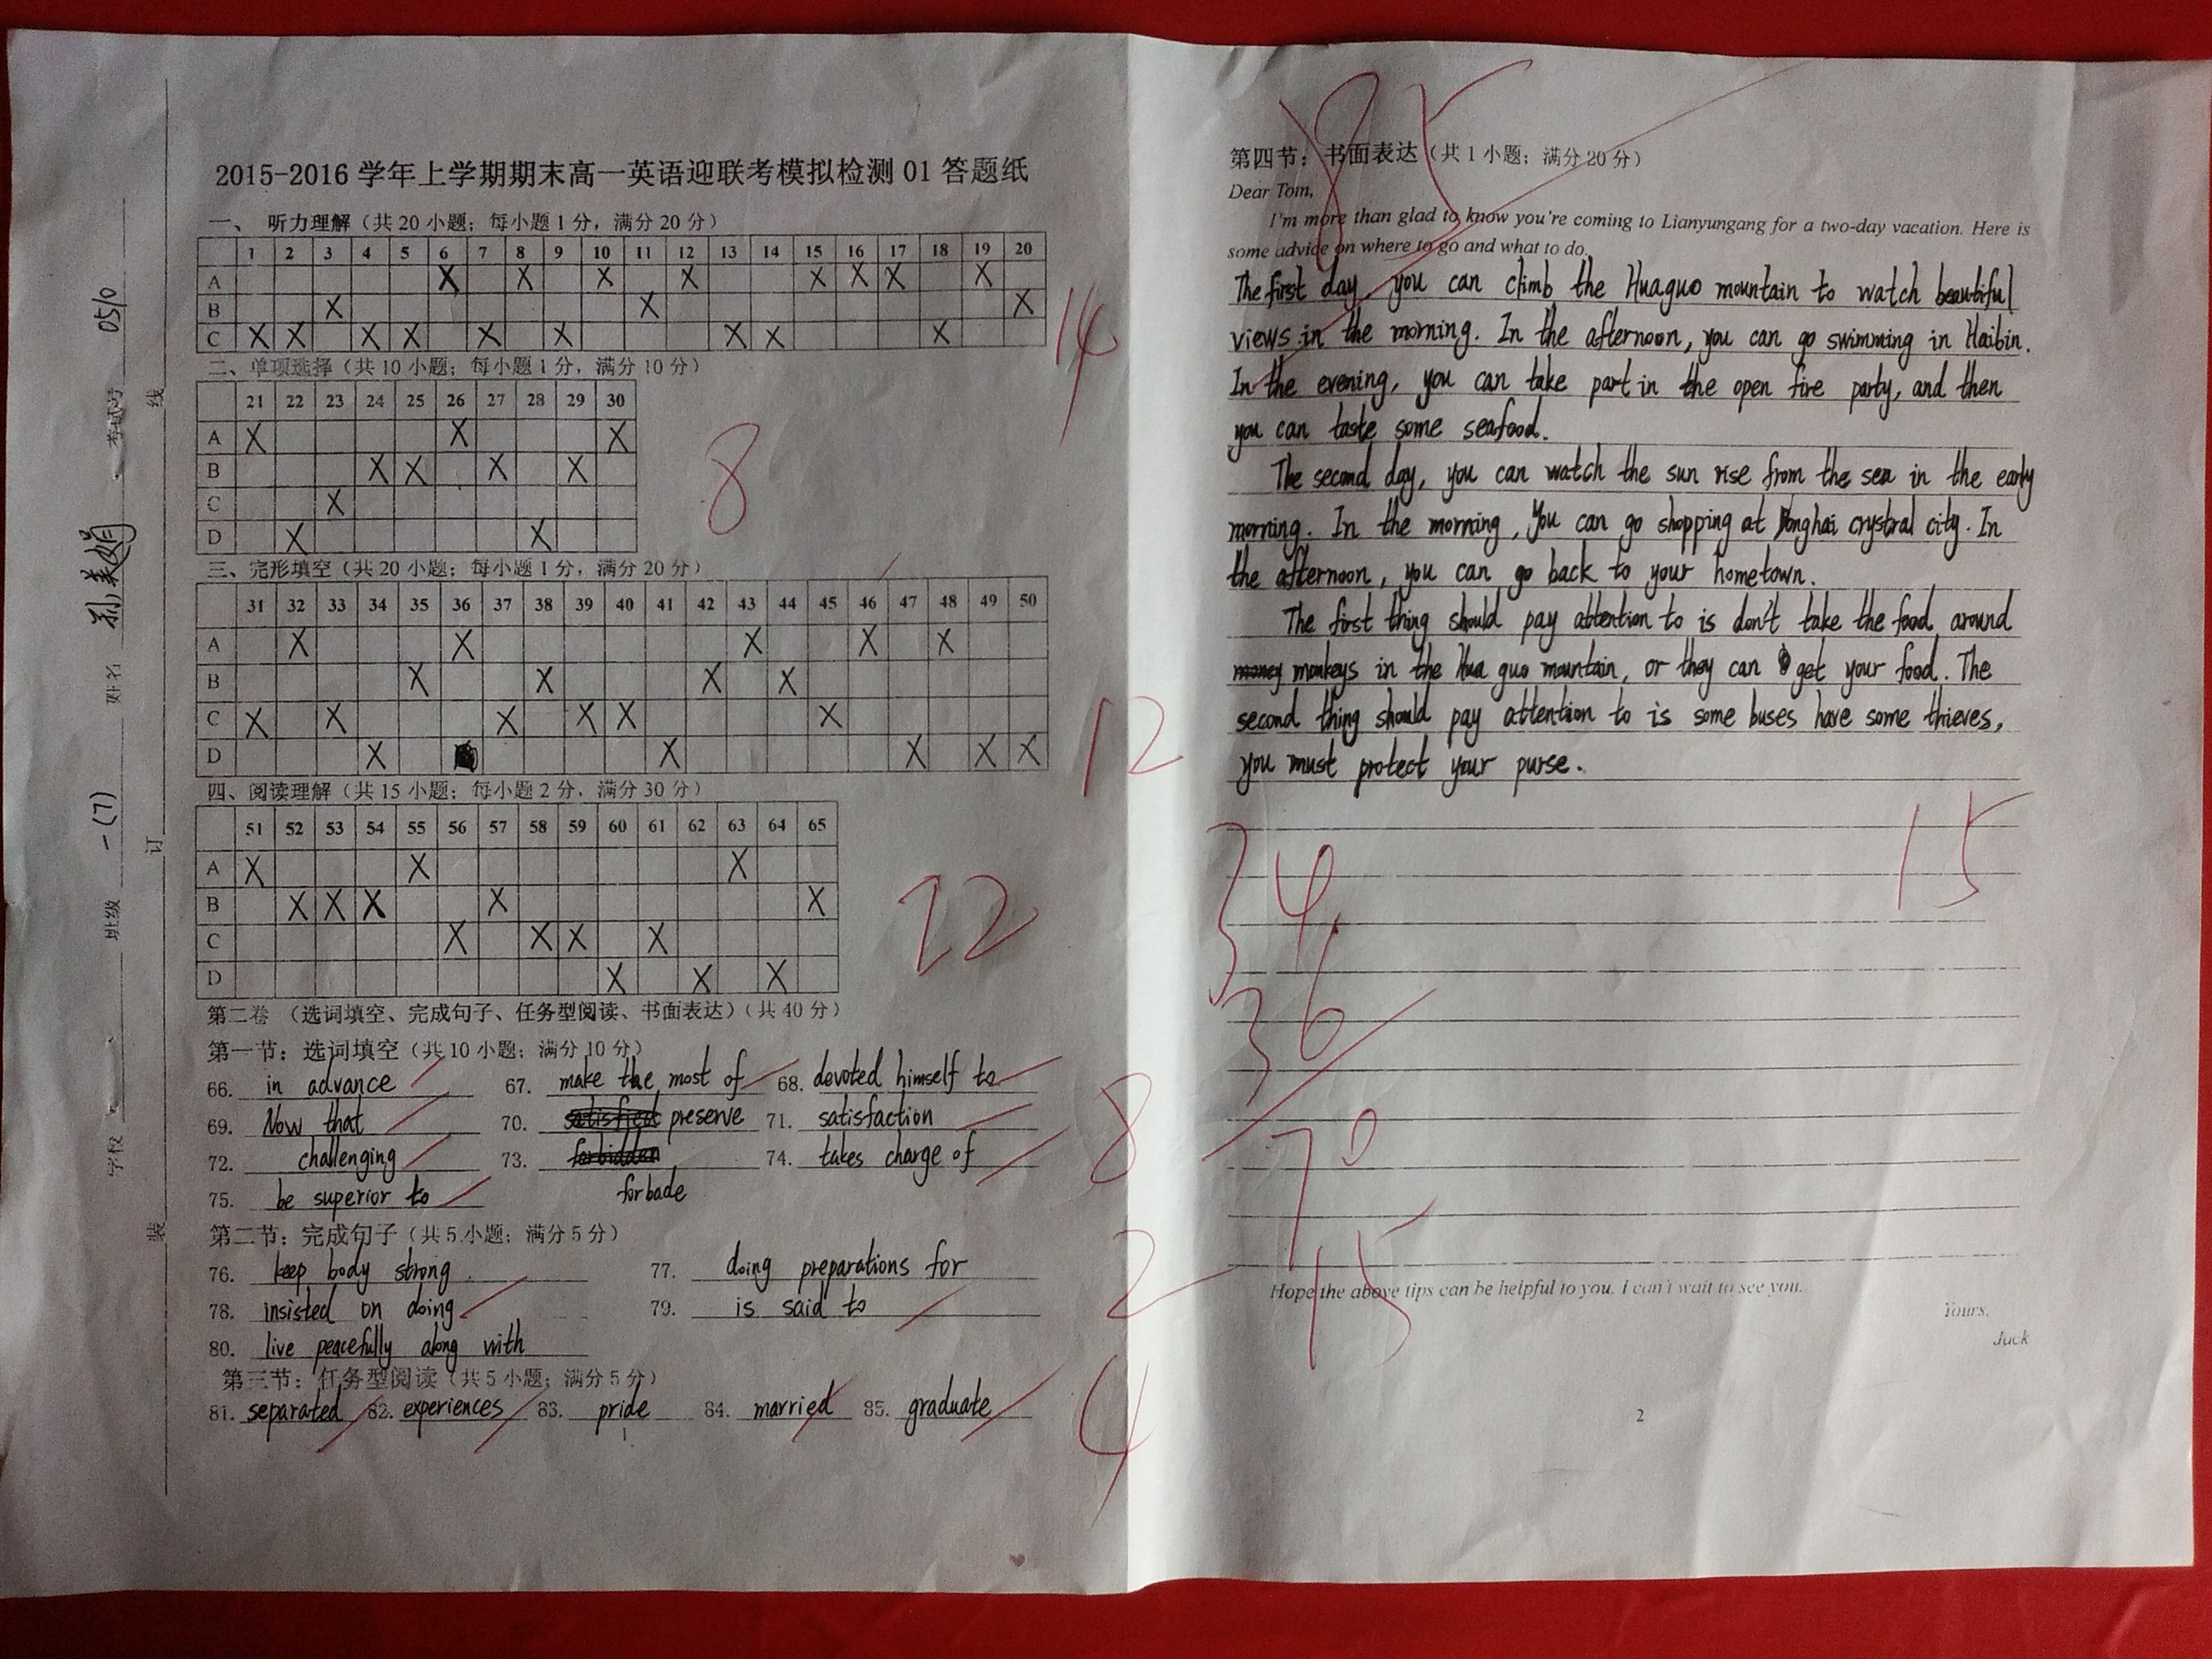 2015-2016 学年上学期期末高一英语迎联考模拟检测 01 答题纸
学校 班级 一(7) 姓名 孙美娟 考试号 0510
装 订 线
一、 听力理解（共 20 小题；每小题 1 分，满分 20 分）
1 2 3 4 5 6 7 8 9 10 11 12 13 14 15 16 17 18 19 20
A X X X X X X X X
B X X X
C X X X X X X X X X
14
二、单项选择（共 10 小题；每小题 1 分，满分 10 分）
21 22 23 24 25 26 27 28 29 30
A X X X
B X X X X
C X
D X X
8
三、完形填空（共 20 小题；每小题 1 分，满分 20 分）
31 32 33 34 35 36 37 38 39 40 41 42 43 44 45 46 47 48 49 50
A X X X X X
B X X X X
C X X X X X X
D X X X X X
12
四、阅读理解（共 15 小题；每小题 2 分，满分 30 分）
51 52 53 54 55 56 57 58 59 60 61 62 63 64 65
A X X X
B X X X X X
C X X X X
D X X X
22
第二卷 （选词填空、完成句子、任务型阅读、书面表达）（共 40 分）
第一节：选词填空（共 10 小题；满分 10 分）
66. in advance 67. make the most of 68. devoted himself to
69. Now that 70. satisfied preserve 71. satisfaction
72. challenging 73. forbidden 74. takes charge of
75. be superior to forbade
8
第二节：完成句子（共 5 小题；满分 5 分）
76. keep body strong 77. doing preparations for
78. insisted on doing 79. is said to
80. live peacefully along with
2
第三节：任务型阅读（共 5 小题；满分 5 分）
81. separated 82. experiences 83. pride 84. married 85. graduate
4
1
85
第四节：书面表达（共 1 小题；满分 20 分）
Dear Tom,
I'm more than glad to know you're coming to Lianyungang for a two-day vacation. Here is
some advice on where to go and what to do.
The first day, you can climb the Huaguo mountain to watch beautiful
views in the morning. In the afternoon, you can go swimming in Haibin.
In the evening, you can take part in the open fire party, and then
you can taste some seafood.
The second day, you can watch the sun rise from the sea in the early
morning. In the morning, you can go shopping at Donghai crystral city. In
the afternoon, you can go back to your hometown.
The first thing should pay attention to is don't take the food around
money monkeys in the Hua guo mountain, or they can get your food. The
second thing should pay attention to is some buses have some thieves,
you must protect your purse.
15
34
36
70
15
Hope the above tips can be helpful to you. I can't wait to see you.
Yours,
Jack
2